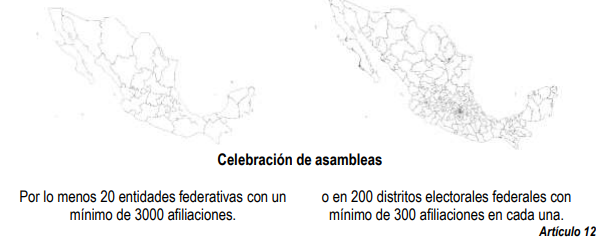 Celebración de asambleas
Por lo menos 20 entidades federativas con un
mínimo de 3000 afiliaciones.
o en 200 distritos electorales federales con
mínimo de 300 afiliaciones en cada una.
Artículo 12